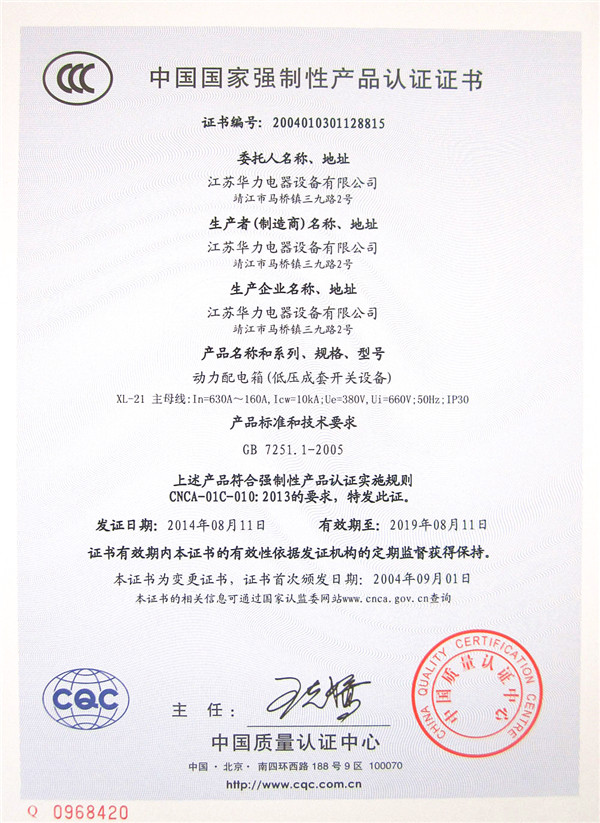 CCC
中国国家强制性产品认证证书
证书编号：2004010301128815
委托人名称、地址
江苏华力电器设备有限公司
靖江市马桥镇三九路2号
生产者(制造商)名称、地址
江苏华力电器设备有限公司
靖江市马桥镇三九路2号
生产企业名称、地址
江苏华力电器设备有限公司
靖江市马桥镇三九路2号
产品名称和系列、规格、型号
动力配电箱(低压成套开关设备)
XL-21 主母线:In=630A～160A,Icw=10kA;Ue=380V,Ui=660V;50Hz;IP30
产品标准和技术要求
GB 7251.1-2005
上述产品符合强制性产品认证实施规则
CNCA-01C-010:2013的要求，特发此证。
发证日期：2014年08月11日 有效期至：2019年08月11日
证书有效期内本证书的有效性依据发证机构的定期监督获得保持。
本证书为变更证书，证书首次颁发日期：2004年09月01日
本证书的相关信息可通过国家认监委网站www.cnca.gov.cn查询
CQC
主 任：
CHINA QUALITY CERTIFICATION CENTRE
中国质量认证中心
中国质量认证中心
中国·北京·南四环西路188号9区 100070
http://www.cqc.com.cn
Q 0968420